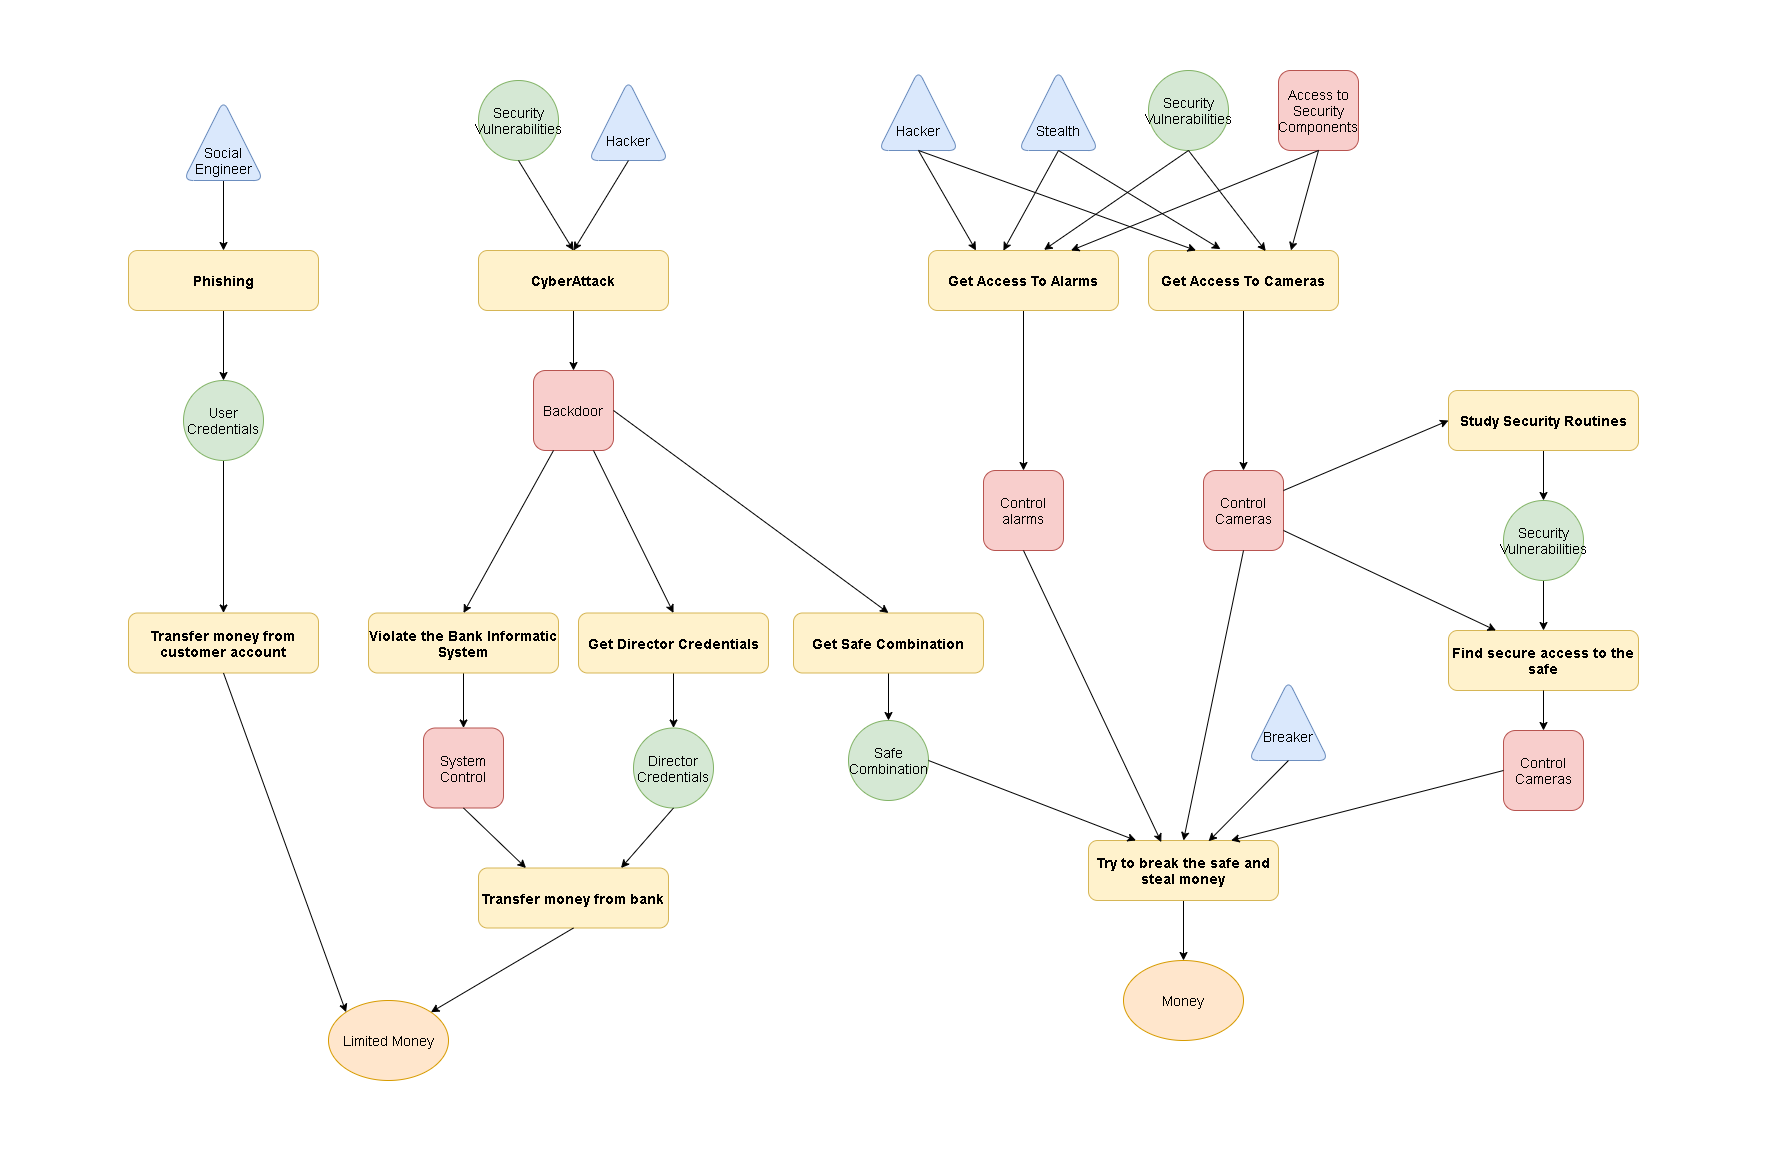 Social
Engineer
Security
Vulnerabilities
Hacker
Hacker
Stealth
Security
Vulnerabilities
Access to
Security
Components
Phishing
CyberAttack
Get Access To Alarms
Get Access To Cameras
User
Credentials
Backdoor
Study Security Routines
Control
alarms
Control
Cameras
Security
Vulnerabilities
Transfer money from
customer account
Violate the Bank Informatic
System
Get Director Credentials
Get Safe Combination
Find secure access to the
safe
System
Control
Director
Credentials
Safe
Combination
Breaker
Control
Cameras
Transfer money from bank
Try to break the safe and
steal money
Limited Money
Money